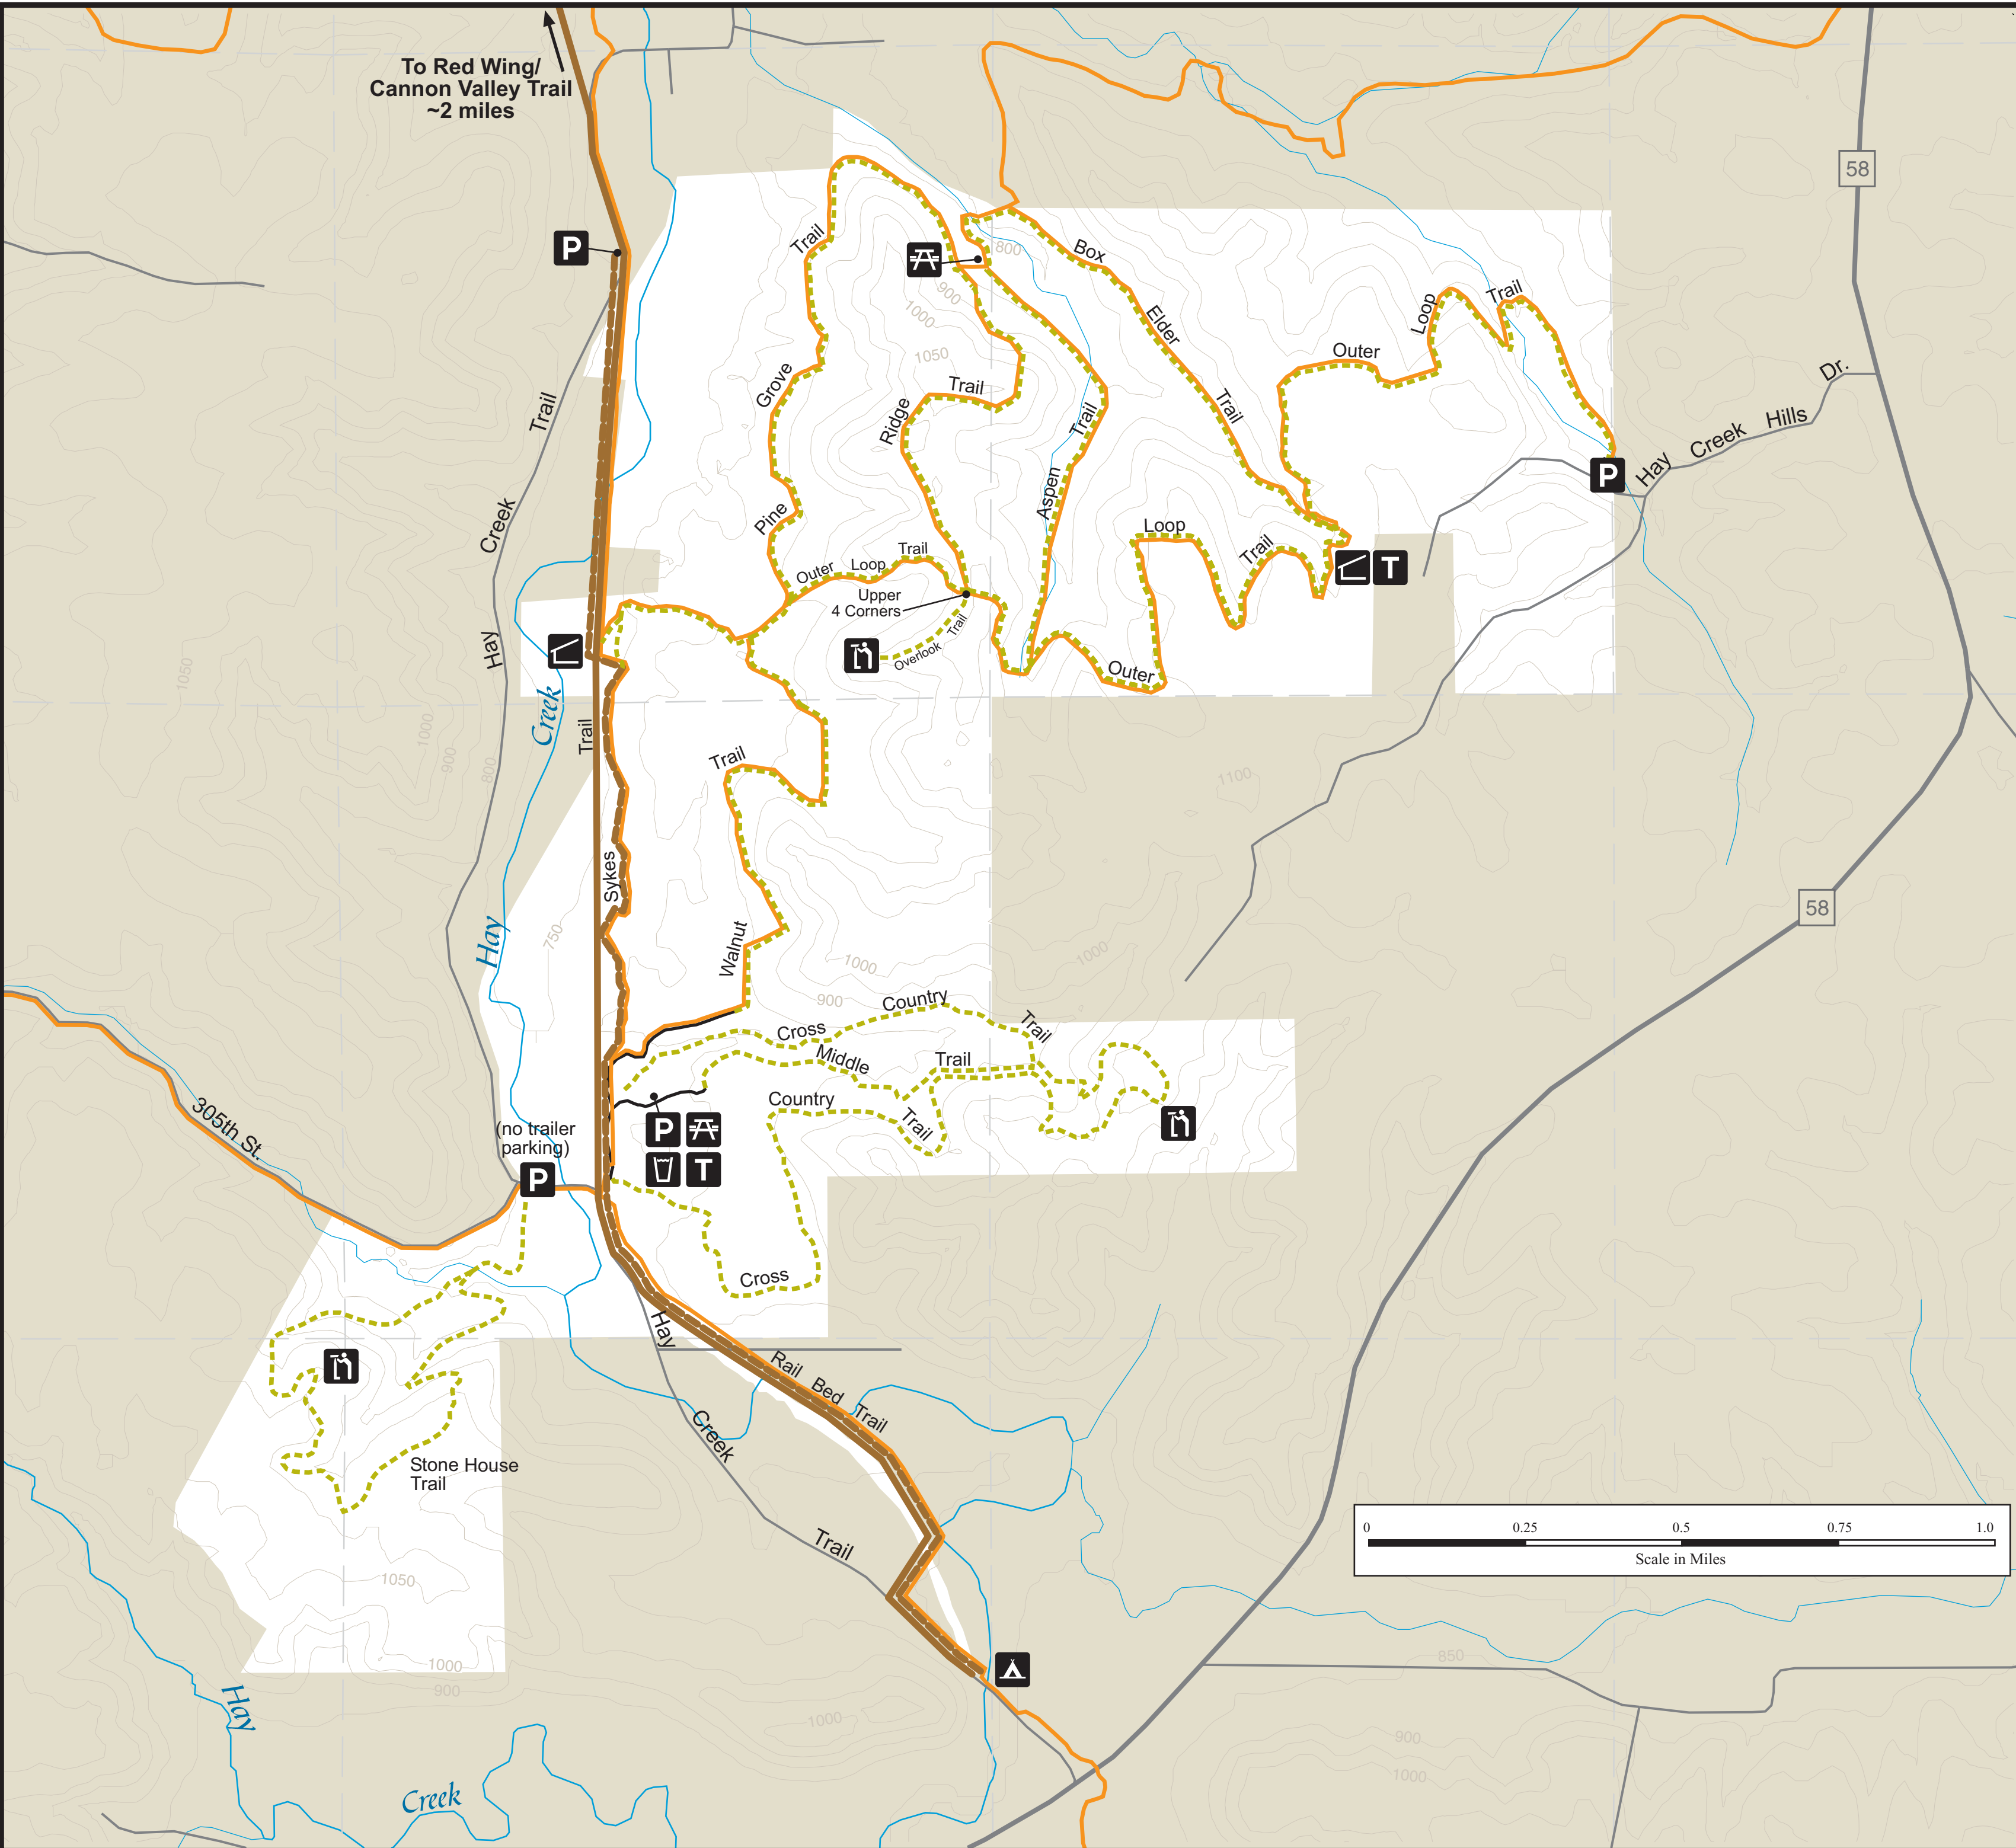 To Red Wing/
Cannon Valley Trail
~2 miles
58
P
Trail
800
Box
900
1000
1050
Elder
Loop
Trail
Outer
Dr.
Grove
Trail
Ridge
Trail
Trail
Hay Creek Hills
P
Aspen
Pine
Loop
Trail
Hay Creek Trail
Outer Loop Trail
Upper
4 Corners
T
Overlook Trail
Outer
1050
Creek
Trail
1000
900
800
Trail
1100
Sykes
58
Hay
750
Walnut
1000
1000
900
Cross Country Trail
Middle Trail
305th St.
(no trailer
parking)
P
P
T
Country
Trail
Cross
Hay
Rail Bed Trail
Creek
Stone House
Trail
0
0.25
0.5
0.75
1.0
Scale in Miles
Trail
1050
1000
900
850
Hay
1000
900
1000
Creek